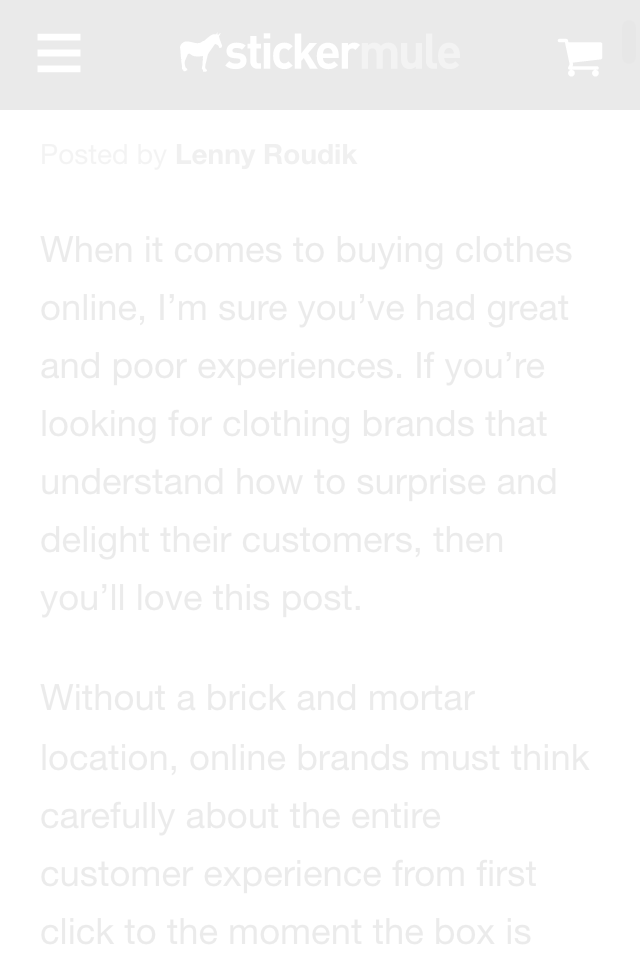 stickermule
Posted by Lenny Roudik
When it comes to buying clothes
online, I’m sure you’ve had great
and poor experiences. If you’re
looking for clothing brands that
understand how to surprise and
delight their customers, then
you’ll love this post.
Without a brick and mortar
location, online brands must think
carefully about the entire
customer experience from first
click to the moment the box is